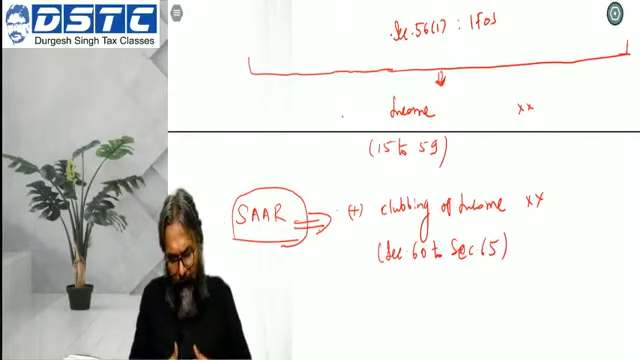 DSTC
Durgesh Singh Tax Classes
Sec.56(1) : IFOS
Income xx
(15 to 59)
SAAR (+) clubbing of Income xx
(Sec 60 to Sec.65)